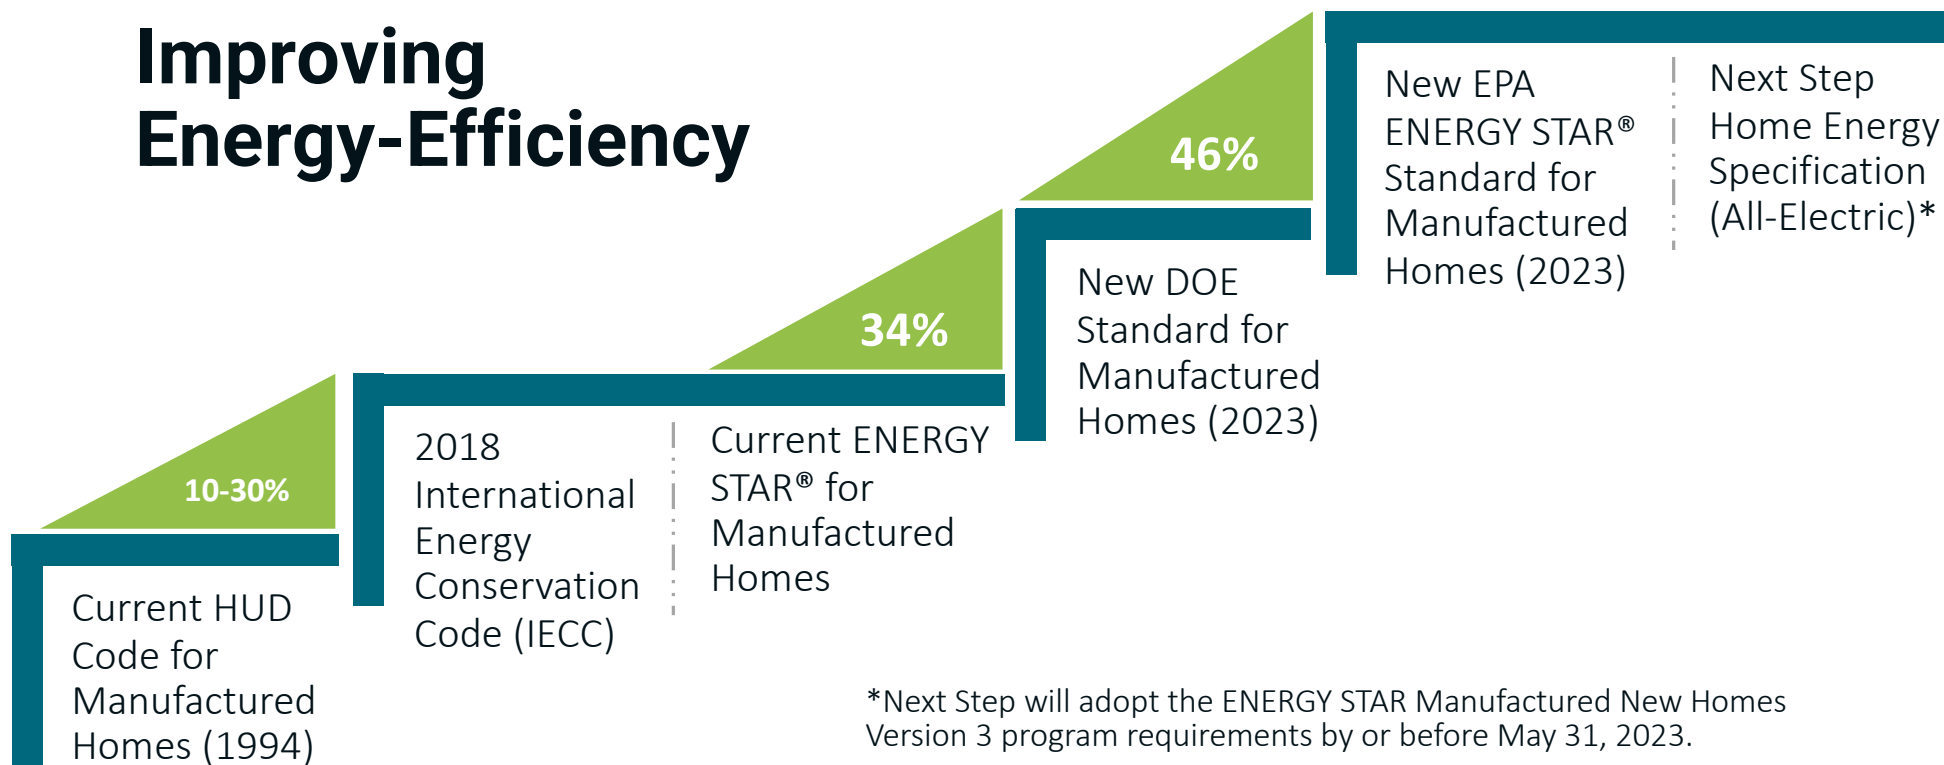 Improving
Energy-Efficiency
10-30%
34%
46%
Current HUD
Code for
Manufactured
Homes (1994)
2018
International
Energy
Conservation
Code (IECC)
Current ENERGY
STAR® for
Manufactured
Homes
New DOE
Standard for
Manufactured
Homes (2023)
New EPA
ENERGY STAR®
Standard for
Manufactured
Homes (2023)
Next Step
Home Energy
Specification
(All-Electric)*
*Next Step will adopt the ENERGY STAR Manufactured New Homes
Version 3 program requirements by or before May 31, 2023.